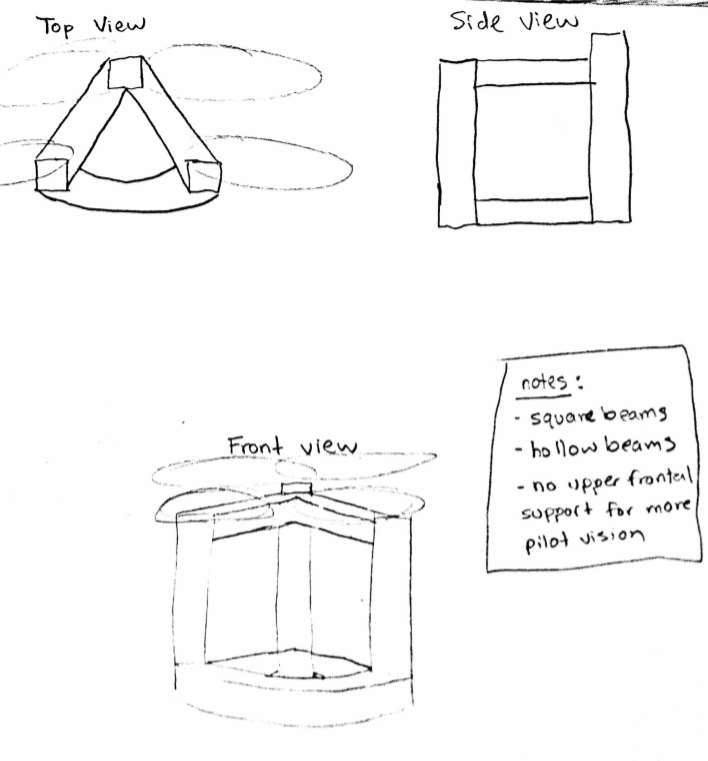 Top View
Side View
Front view
notes:
- square beams
- hollow beams
- no upper frontal
support for more
pilot vision